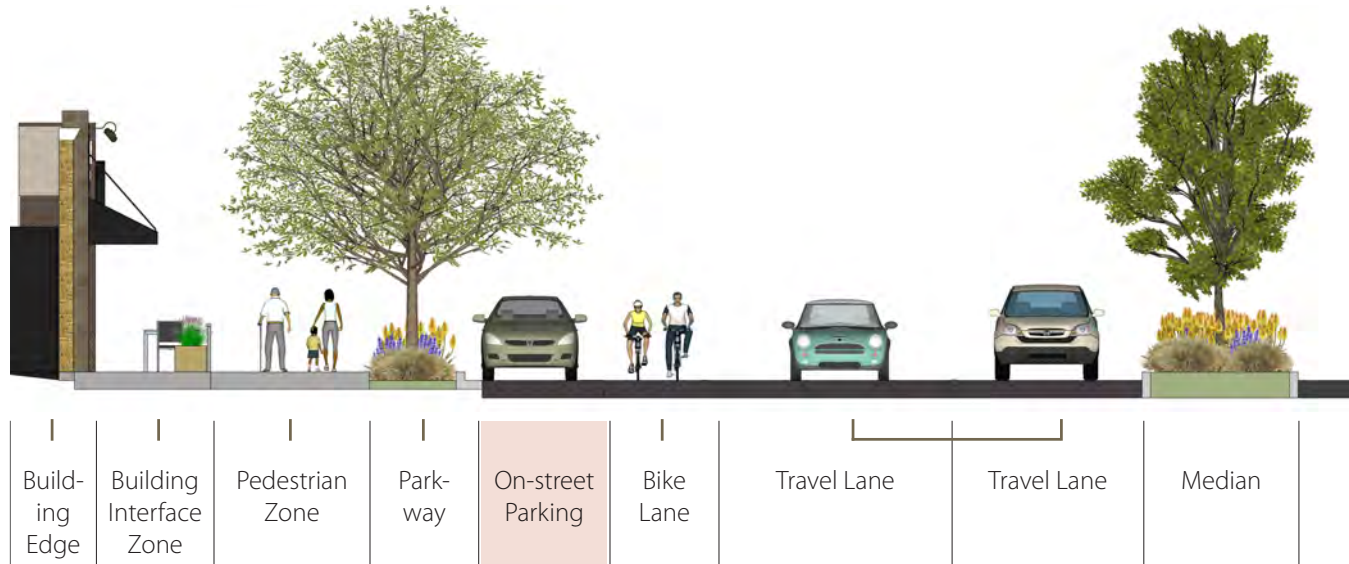 Build-
ing
Edge
Building
Interface
Zone
Pedestrian
Zone
Park-
way
On-street
Parking
Bike
Lane
Travel Lane
Travel Lane
Median